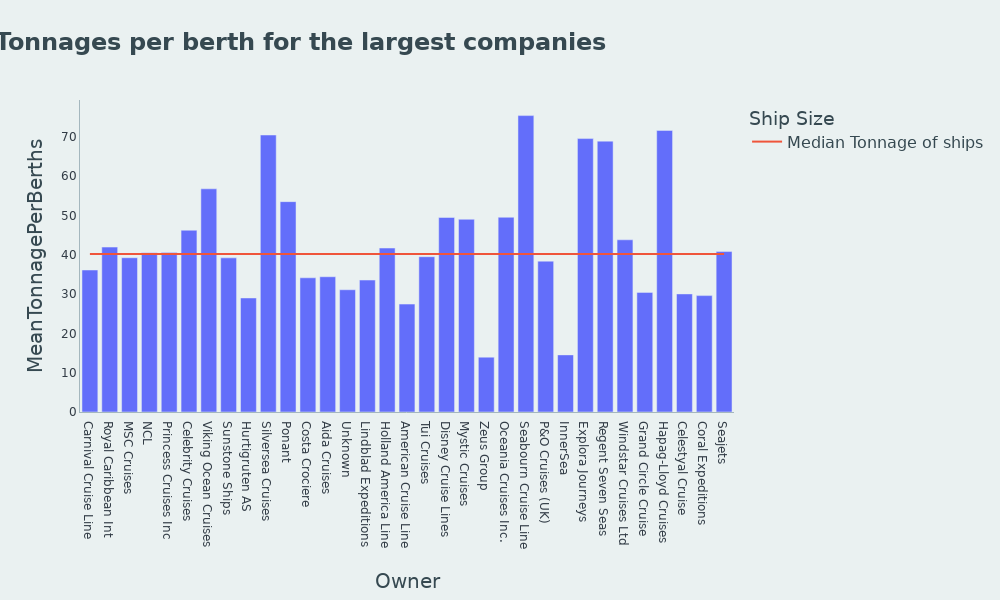 Tonnages per berth for the largest companies
Ship Size
Median Tonnage of ships
MeanTonnagePerBerths
70
60
50
40
30
20
10
0
Carnival Cruise Line
Royal Caribbean Int
MSC Cruises
NCL
Princess Cruises Inc
Celebrity Cruises
Viking Ocean Cruises
Sunstone Ships
Hurtigruten AS
Silversea Cruises
Ponant
Costa Crociere
Aida Cruises
Unknown
Lindblad Expeditions
Holland America Line
American Cruise Line
Tui Cruises
Disney Cruise Lines
Mystic Cruises
Zeus Group
Oceania Cruises Inc.
Seabourn Cruise Line
P&O Cruises (UK)
InnerSea
Explora Journeys
Regent Seven Seas
Windstar Cruises Ltd
Grand Circle Cruise
Hapag-Lloyd Cruises
Celestyal Cruise
Coral Expeditions
Seajets
Owner